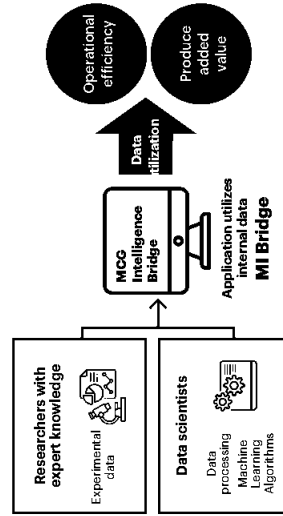 Researchers with
expert knowledge
Experimental
data
Data scientists
Data
processing
Machine
Learning
Algorithms
MCG
Intelligence
Bridge
Application utilizes
internal data
MI Bridge
Data
utilization
Operational
efficiency
Produce
added
value